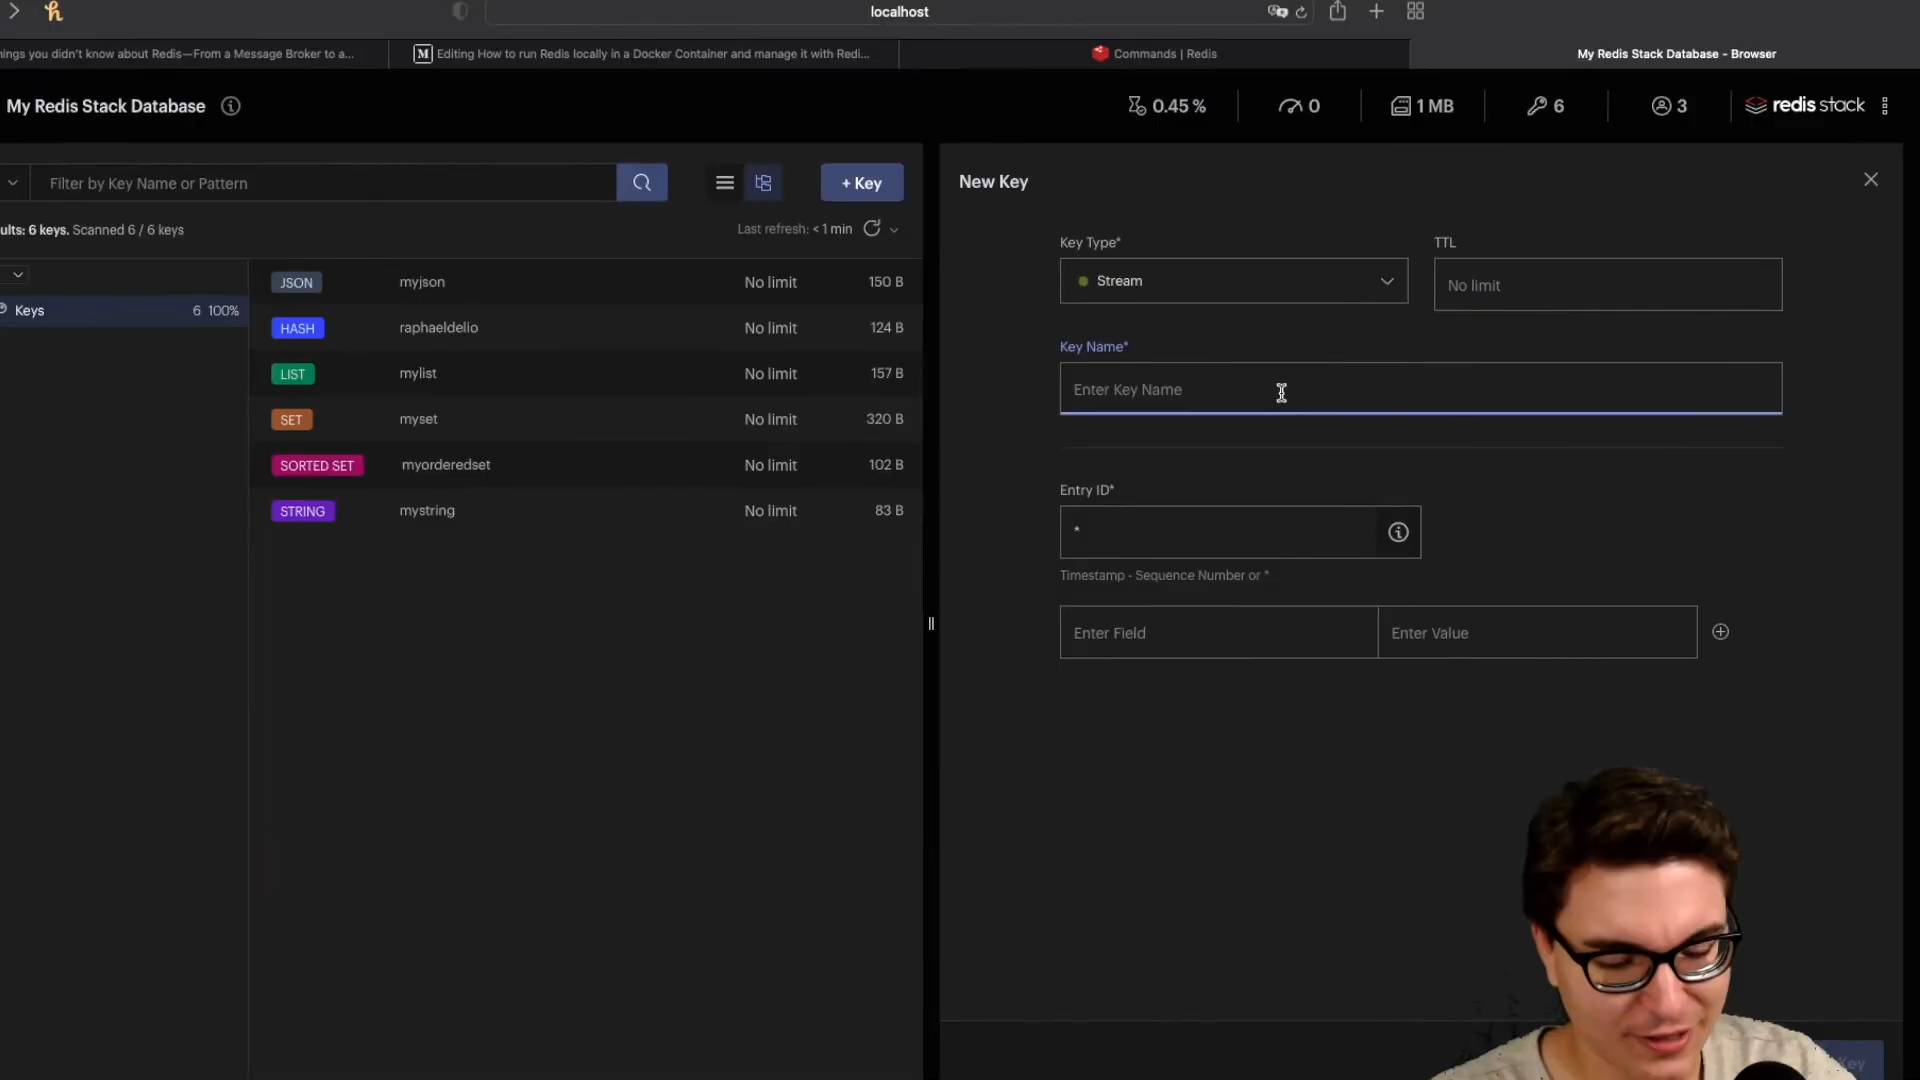 localhost
ings you didn't know about Redis—From a Message Broker to a...
Editing How to run Redis locally in a Docker Container and manage it with Redi...
Commands | Redis
My Redis Stack Database - Browser
My Redis Stack Database
0.45 %
0
1 MB
6
3
redis stack
Filter by Key Name or Pattern
+ Key
ults: 6 keys. Scanned 6 / 6 keys
Last refresh: < 1 min
Keys 6 100%
JSON myjson No limit 150 B
HASH raphaeldelio No limit 124 B
LIST mylist No limit 157 B
SET myset No limit 320 B
SORTED SET myorderedset No limit 102 B
STRING mystring No limit 83 B
New Key
Key Type*
TTL
Stream
No limit
Key Name*
Enter Key Name
Entry ID*
*
Timestamp - Sequence Number or *
Enter Field
Enter Value
Key